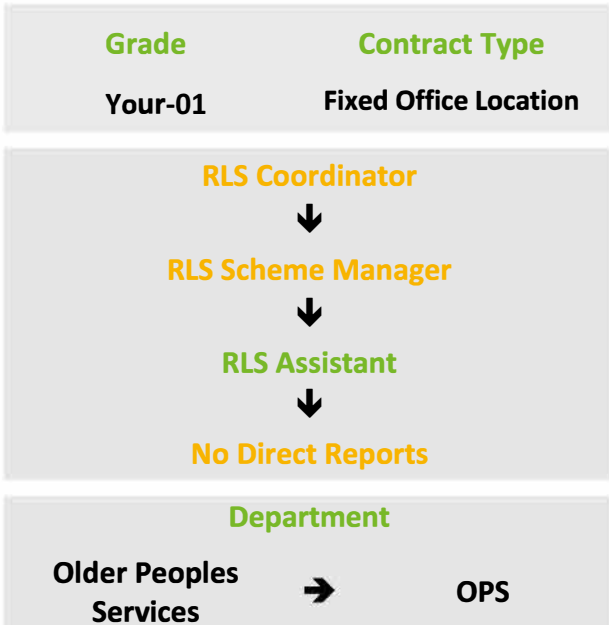 Grade Contract Type
Your-01 Fixed Office Location
RLS Coordinator
RLS Scheme Manager
RLS Assistant
No Direct Reports
Department
Older Peoples
Services
OPS